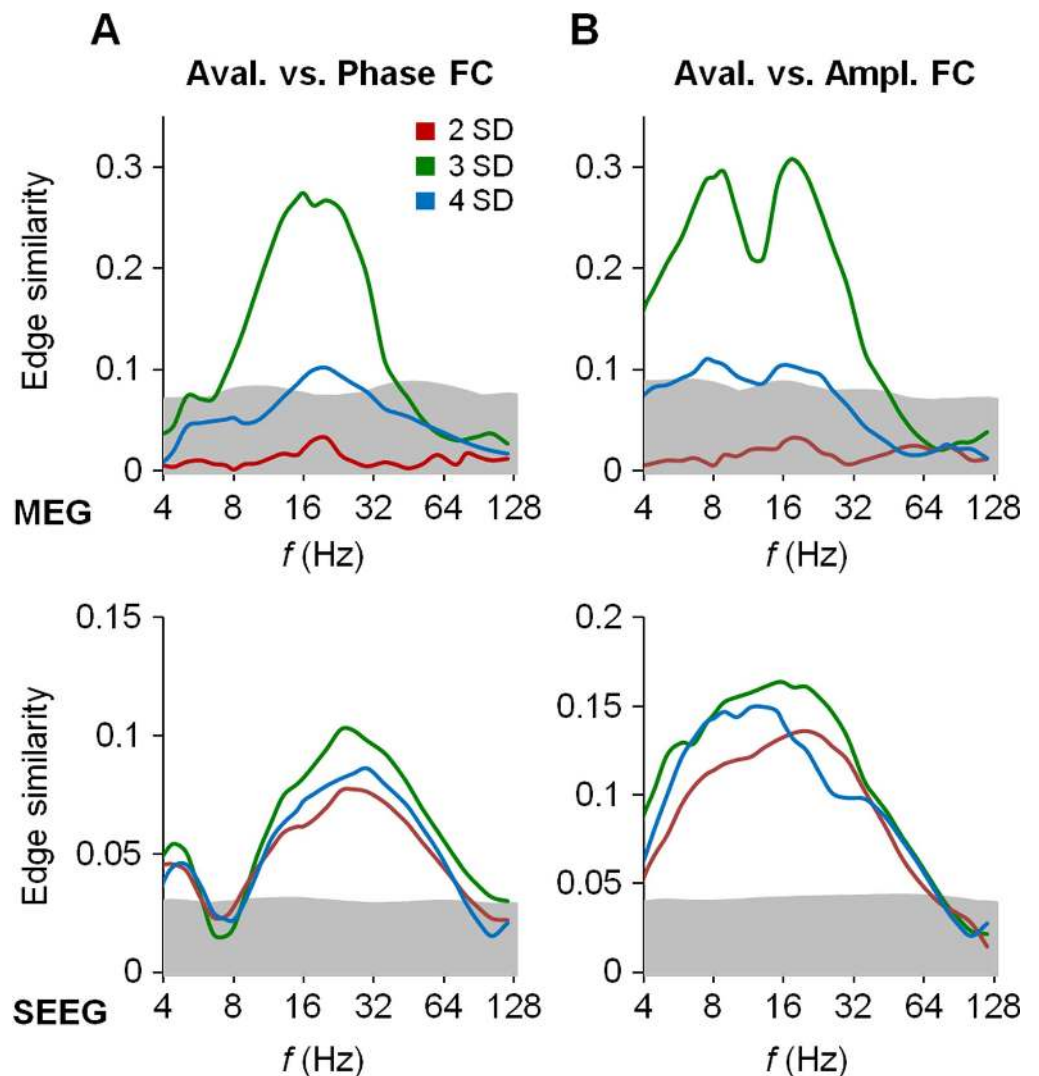 A
B
Aval. vs. Phase FC
Aval. vs. Ampl. FC
2 SD
3 SD
4 SD
Edge similarity
0.3
0.2
0.1
0
4 8 16 32 64 128
f (Hz)
0.3
0.2
0.1
0
4 8 16 32 64 128
f (Hz)
MEG
Edge similarity
0.15
0.1
0.05
0
4 8 16 32 64 128
f (Hz)
0.2
0.15
0.1
0.05
0
4 8 16 32 64 128
f (Hz)
SEEG